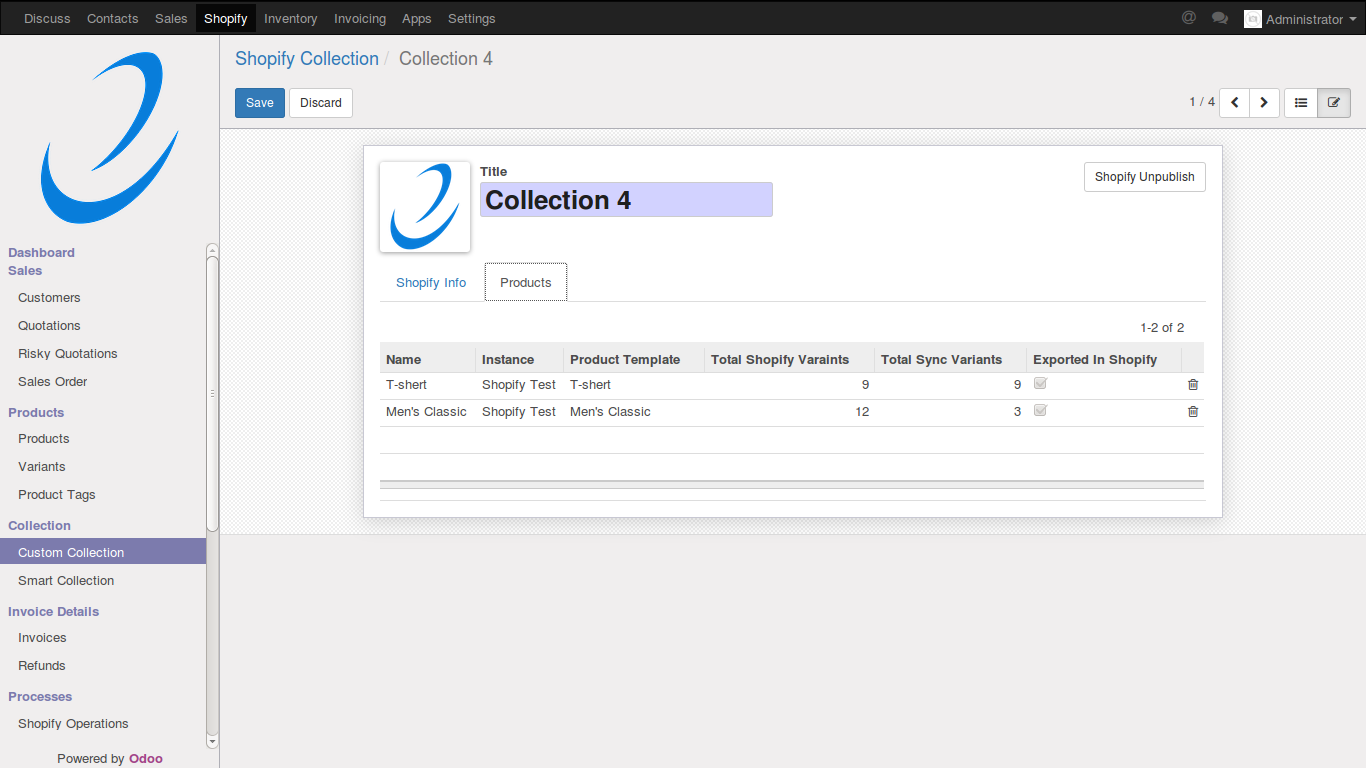 Discuss Contacts Sales Shopify Inventory Invoicing Apps Settings @ Administrator
Shopify Collection / Collection 4
Save Discard 1 / 4
Title
Collection 4
Shopify Unpublish
Shopify Info Products
1-2 of 2
Name Instance Product Template Total Shopify Varaints Total Sync Variants Exported In Shopify
T-shert Shopify Test T-shert 9 9
Men's Classic Shopify Test Men's Classic 12 3
Dashboard
Sales
Customers
Quotations
Risky Quotations
Sales Order
Products
Products
Variants
Product Tags
Collection
Custom Collection
Smart Collection
Invoice Details
Invoices
Refunds
Processes
Shopify Operations
Powered by Odoo